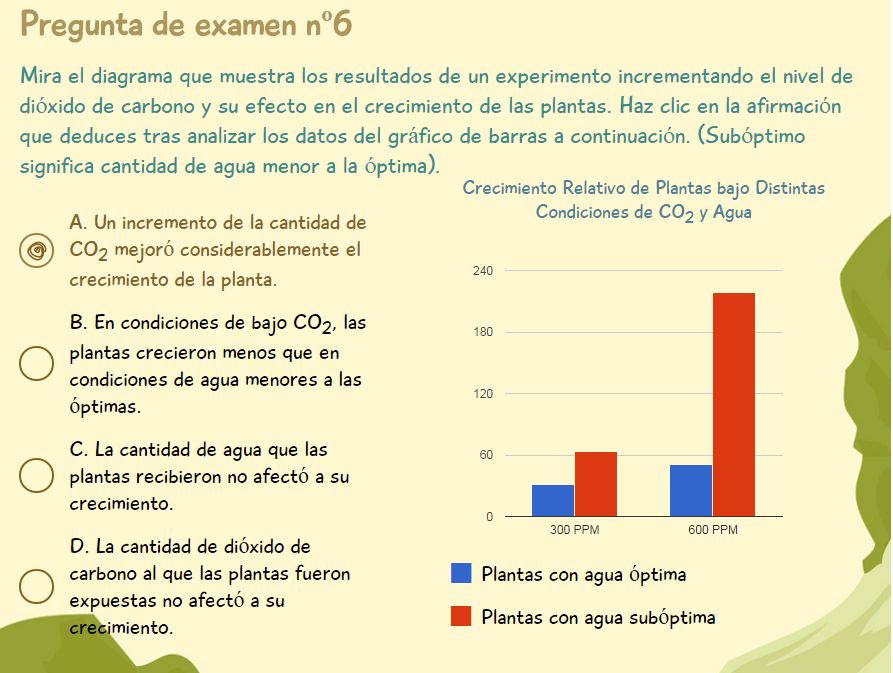 Pregunta de examen nº6
Mira el diagrama que muestra los resultados de un experimento incrementando el nivel de
dióxido de carbono y su efecto en el crecimiento de las plantas. Haz clic en la afirmación
que deduces tras analizar los datos del gráfico de barras a continuación. (Subóptimo
significa cantidad de agua menor a la óptima).
A. Un incremento de la cantidad de
CO2 mejoró considerablemente el
crecimiento de la planta.
B. En condiciones de bajo CO2, las
plantas crecieron menos que en
condiciones de agua menores a las
óptimas.
C. La cantidad de agua que las
plantas recibieron no afectó a su
crecimiento.
D. La cantidad de dióxido de
carbono al que las plantas fueron
expuestas no afectó a su
crecimiento.
Crecimiento Relativo de Plantas bajo Distintas
Condiciones de CO2 y Agua
240
180
120
60
0
300 PPM 600 PPM
Plantas con agua óptima
Plantas con agua subóptima